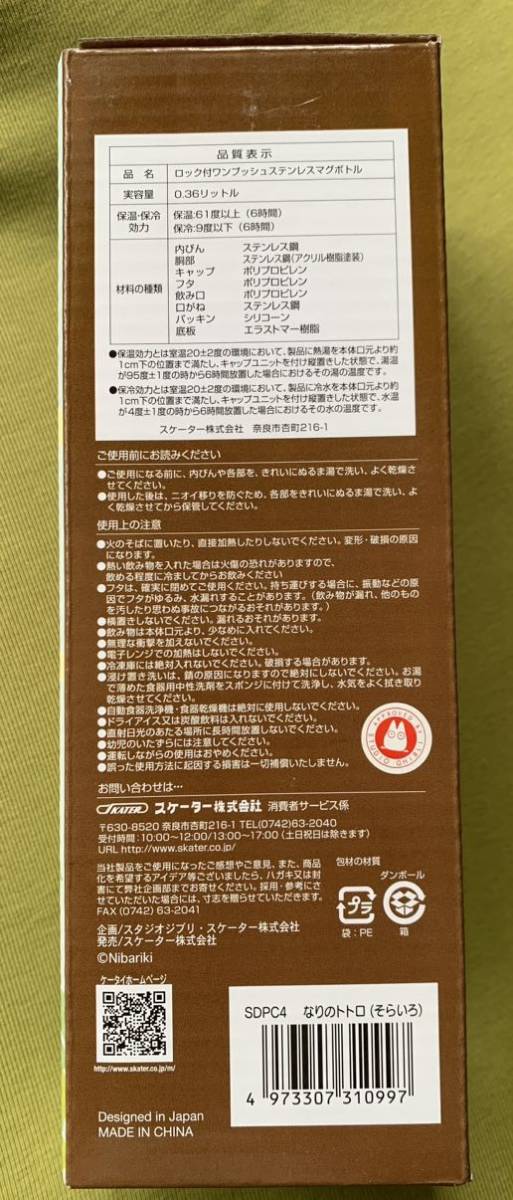 品質表示
品 名 ロック付ワンプッシュステンレスマグボトル
実容量 0.36リットル
保温・保冷効力 保温:61度以上(6時間)
保冷:9度以下(6時間)
材料の種類
内びん ステンレス鋼
胴部 ステンレス鋼(アクリル樹脂塗装)
キャップ ポリプロピレン
フタ ポリプロピレン
飲み口 ポリプロピレン
口がね ステンレス鋼
パッキン シリコーン
底板 エラストマー樹脂
●保温効力とは室温20±2度の環境において、製品に熱湯を本体口元より約
1cm下の位置まで満たし、キャップユニットを付け縦置きした状態で、湯温
が95度±1度の時から6時間放置した場合におけるその湯の温度です。
●保冷効力とは室温20±2度の環境において、製品に冷水を本体口元より約
1cm下の位置まで満たし、キャップユニットを付け縦置きした状態で、水温
が4度±1度の時から6時間放置した場合におけるその水の温度です。
スケーター株式会社 奈良市杏町216-1
ご使用前にお読みください
●ご使用になる前に、内びんや各部を、きれいにぬるま湯で洗い、よく乾燥さ
せてください。
●使用した後は、ニオイ移りを防ぐため、各部をきれいにぬるま湯で洗い、よ
く乾燥させてから保管してください。
使用上の注意
●火のそばに置いたり、直接加熱したりしないでください。変形・破損の原因
になります。
●熱い飲み物を入れた場合は火傷の恐れがありますので、
飲める程度に冷ましてからお飲みください
●フタは、確実に閉めてご使用ください。持ち運びする場合に、振動などの原
因でフタがゆるみ、水漏れすることがあります。(飲み物が漏れ、他のもの
を汚したり思わぬ事故につながるおそれがあります。)
●横置きしないでください。漏れるおそれがあります。
●飲み物は本体口元より、少なめに入れてください。
●無理な衝撃を加えないでください。
●電子レンジでの加熱はしないでください。
●冷凍庫には絶対入れないでください。破損する場合があります。
●浸け置き洗いは、錆の原因になりますので絶対にしないでください。お湯
で薄めた食器用中性洗剤をスポンジに付けて洗浄し、水気をよく拭き取り
乾燥させてください。
●自動食器洗浄機・食器乾燥機は絶対に使用しないでください。
●ドライアイス又は炭酸飲料は入れないでください。
●直射日光のあたる場所に長時間放置しないでください。
●幼児のいたずらには注意してください。
●運転しながらの使用はおやめください。
●誤った使用方法に起因する損害は一切補償いたしません。
お問い合わせは…
SKATER スケーター株式会社 消費者サービス係
〒630-8520 奈良市杏町216-1 TEL(0742)63-2040
受付時間:10:00~12:00/13:00~17:00(土日祝日は除きます)
URL http://www.skater.co.jp
当社製品をご使用になったご感想やご意見、また、商品
化を希望するアイデア等ございましたら、ハガキ又は封
書にて弊社企画部までお寄せください。採用・参考にさ
せていただいた場合には、寸志を贈らせていただきます。
FAX (0742) 63-2041
企画/スタジオジブリ・スケーター株式会社
発売/スケーター株式会社
©Nibariki
包材の材質
ダンボール
袋:PE
箱
ケータイホームページ
http://www.skater.co.jp/m/
Designed in Japan
MADE IN CHINA
SDPC4 なりのトトロ(そらいろ)
4 973307 310997